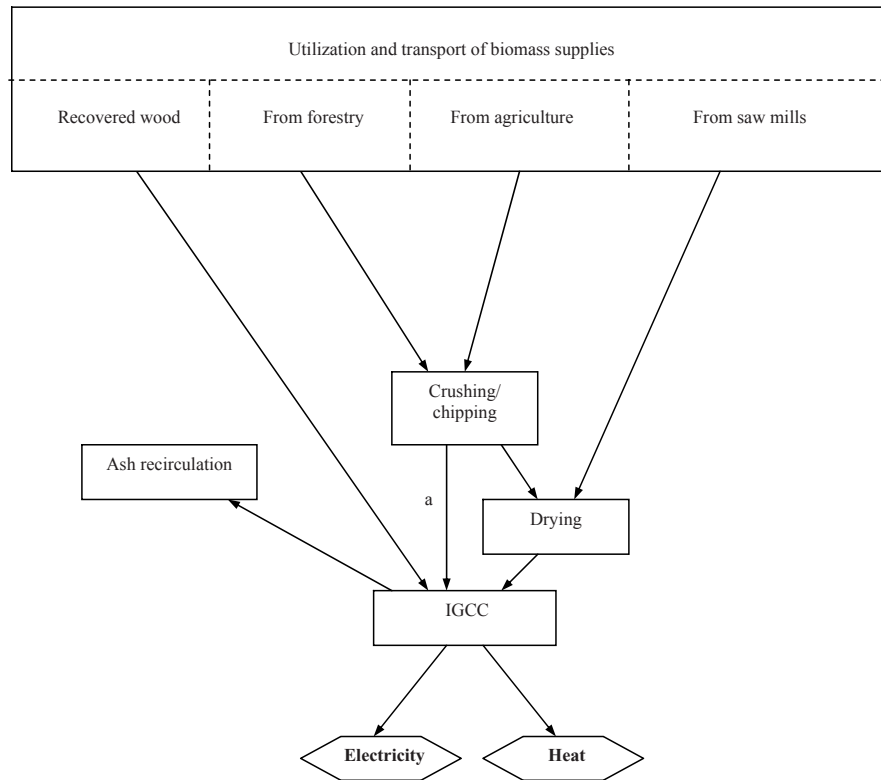 Utilization and transport of biomass supplies
Recovered wood
From forestry
From agriculture
From saw mills
Crushing/
chipping
Ash recirculation
a
Drying
IGCC
Electricity
Heat